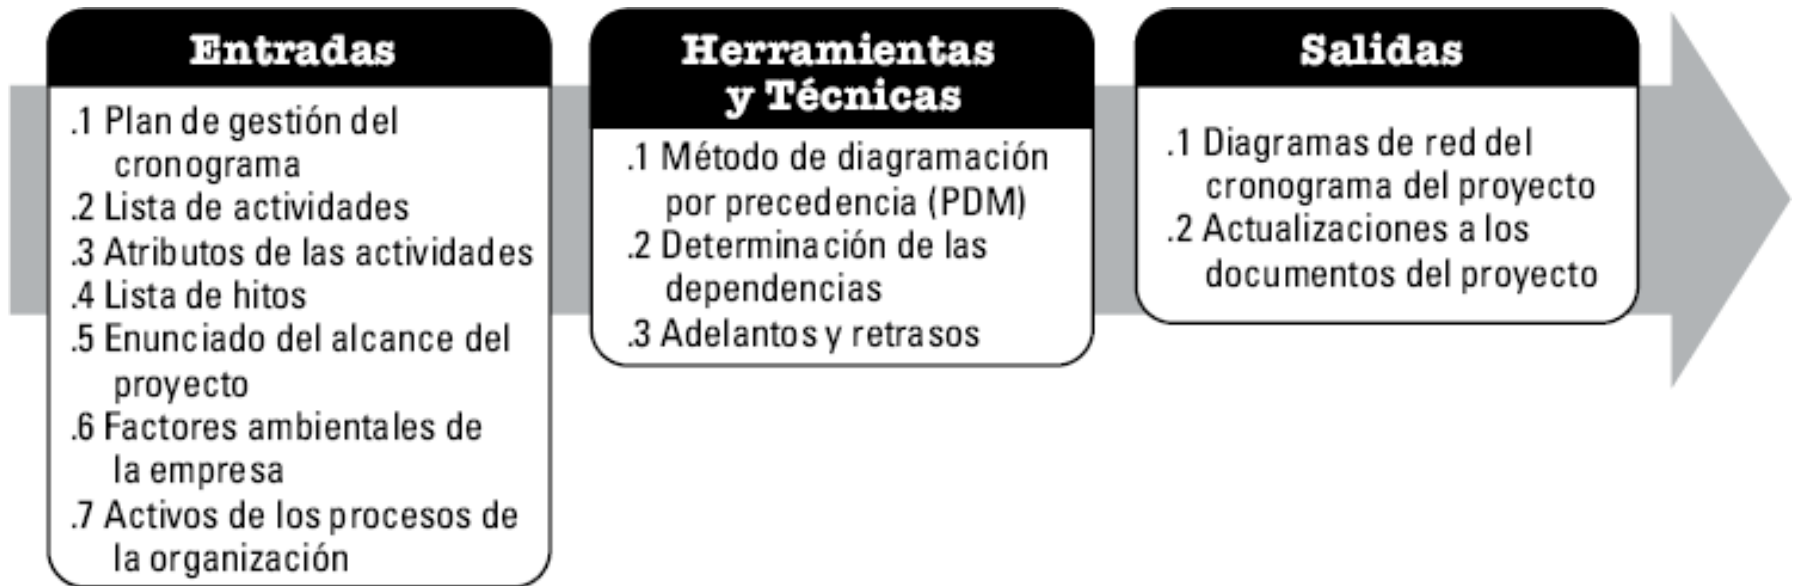 Entradas
.1 Plan de gestión del
cronograma
.2 Lista de actividades
.3 Atributos de las actividades
.4 Lista de hitos
.5 Enunciado del alcance del
proyecto
.6 Factores ambientales de
la empresa
.7 Activos de los procesos de
la organización
Herramientas
y Técnicas
.1 Método de diagramación
por precedencia (PDM)
.2 Determinación de las
dependencias
.3 Adelantos y retrasos
Salidas
.1 Diagramas de red del
cronograma del proyecto
.2 Actualizaciones a los
documentos del proyecto